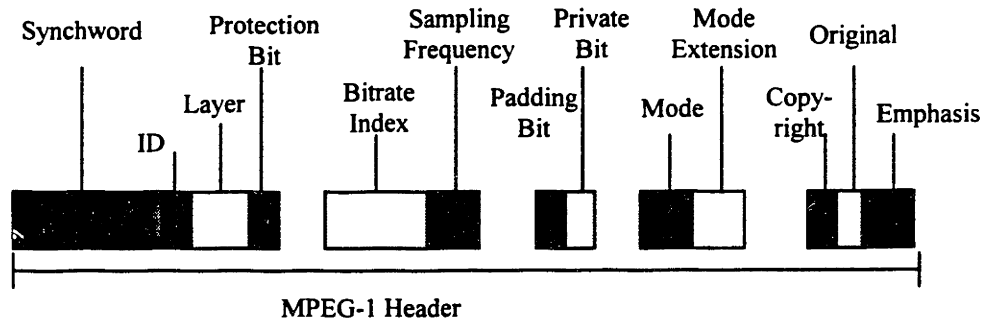 Synchword
Protection
Bit
Sampling
Frequency
Private
Bit
Mode
Extension
Original
Layer
Bitrate
Index
Padding
Bit
Mode
Copy-
right
Emphasis
ID
MPEG-1 Header